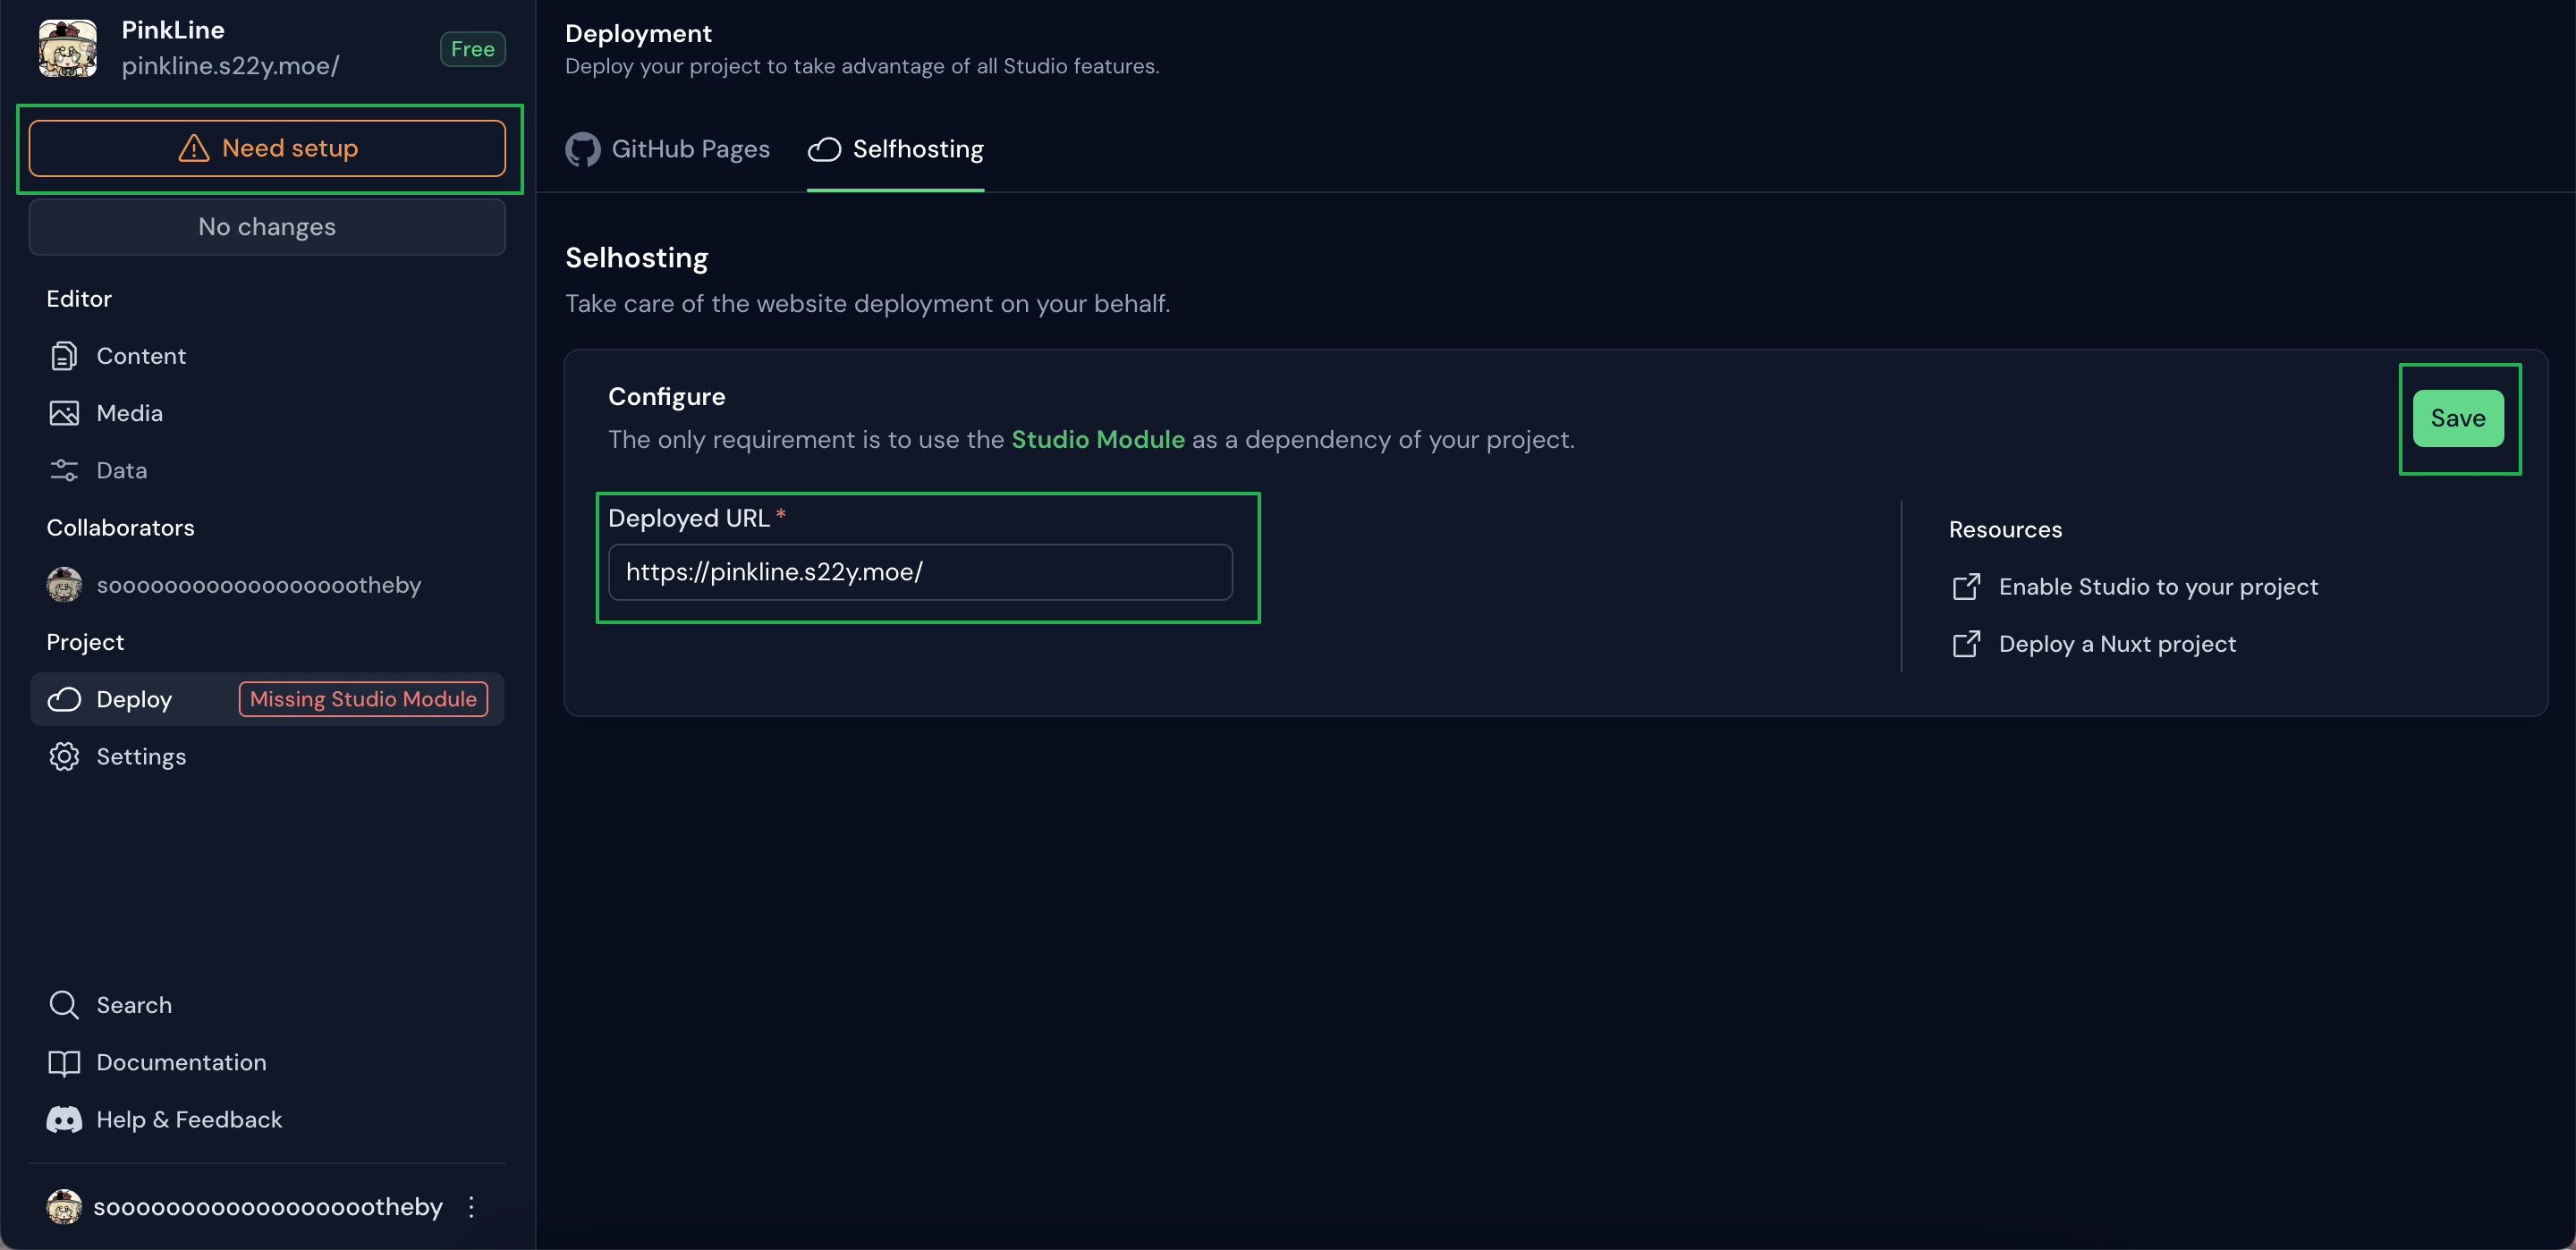 PinkLine
pinkline.s22y.moe/
Free
Need setup
No changes
Editor
Content
Media
Data
Collaborators
soooooooooooooooootheby
Project
Deploy
Missing Studio Module
Settings
Search
Documentation
Help & Feedback
soooooooooooooooootheby
Deployment
Deploy your project to take advantage of all Studio features.
GitHub Pages
Selfhosting
Selhosting
Take care of the website deployment on your behalf.
Configure
The only requirement is to use the Studio Module as a dependency of your project.
Save
Deployed URL *
https://pinkline.s22y.moe/
Resources
Enable Studio to your project
Deploy a Nuxt project